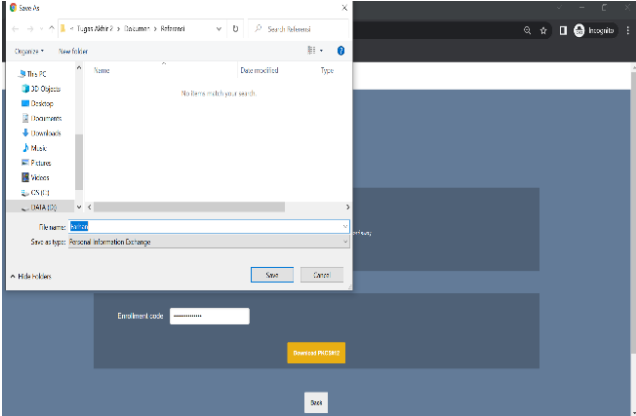 Save As
« Tugas Akhir 2 > Dokumen > Referensi
Search Referensi
Organize
New folder
Name
Date modified
Type
No items match your search.
This PC
3D Objects
Desktop
Documents
Downloads
Music
Pictures
Videos
OS (C:)
DATA (D:)
File name:
Save as type: Personal Information Exchange
Hide Folders
Save
Cancel
Incognito
Enrollment code
Download PKCS#12
Back